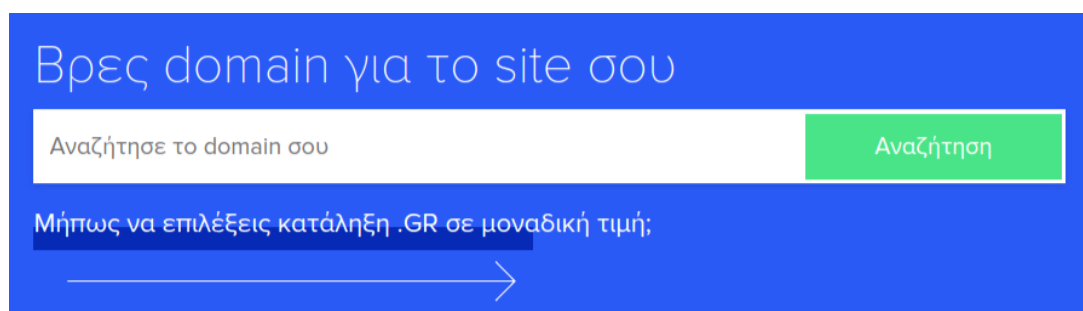 Βρες domain για το site σου
Αναζήτησε το domain σου
Αναζήτηση
Μήπως να επιλέξεις κατάληξη .GR σε μοναδική τιμή;